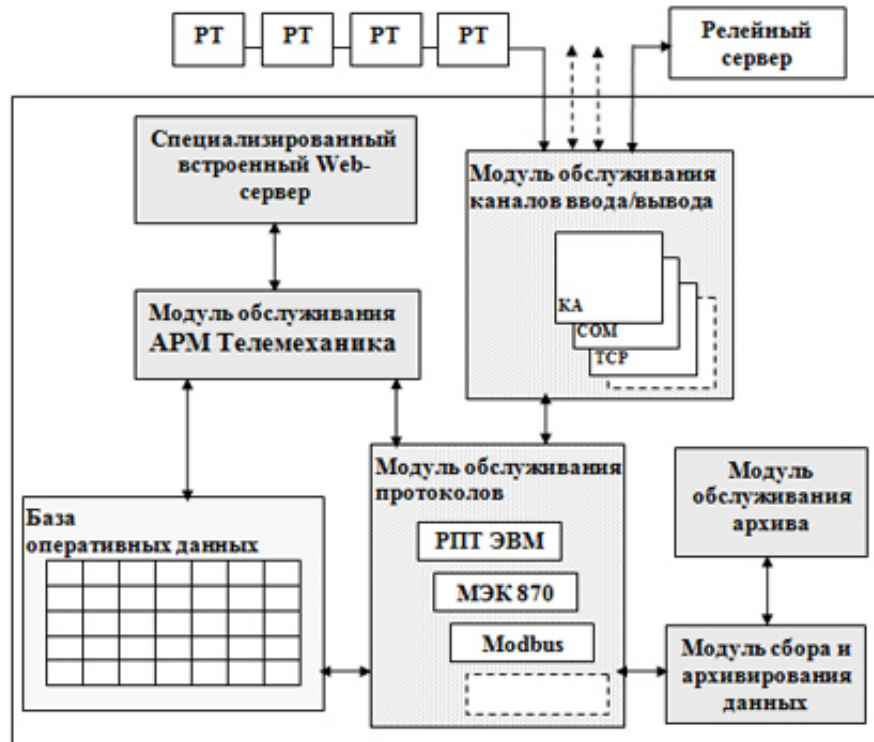 РТ
РТ
РТ
РТ
Релейный
сервер
Специализированный
встроенный Web-
сервер
Модуль обслуживания
каналов ввода/вывода
КА
COM
TCP
Модуль обслуживания
АРМ Телемеханика
Модуль обслуживания
протоколов
РПТ ЭВМ
МЭК 870
Modbus
База
оперативных данных
Модуль
обслуживания
архива
Модуль сбора и
архивирования
данных